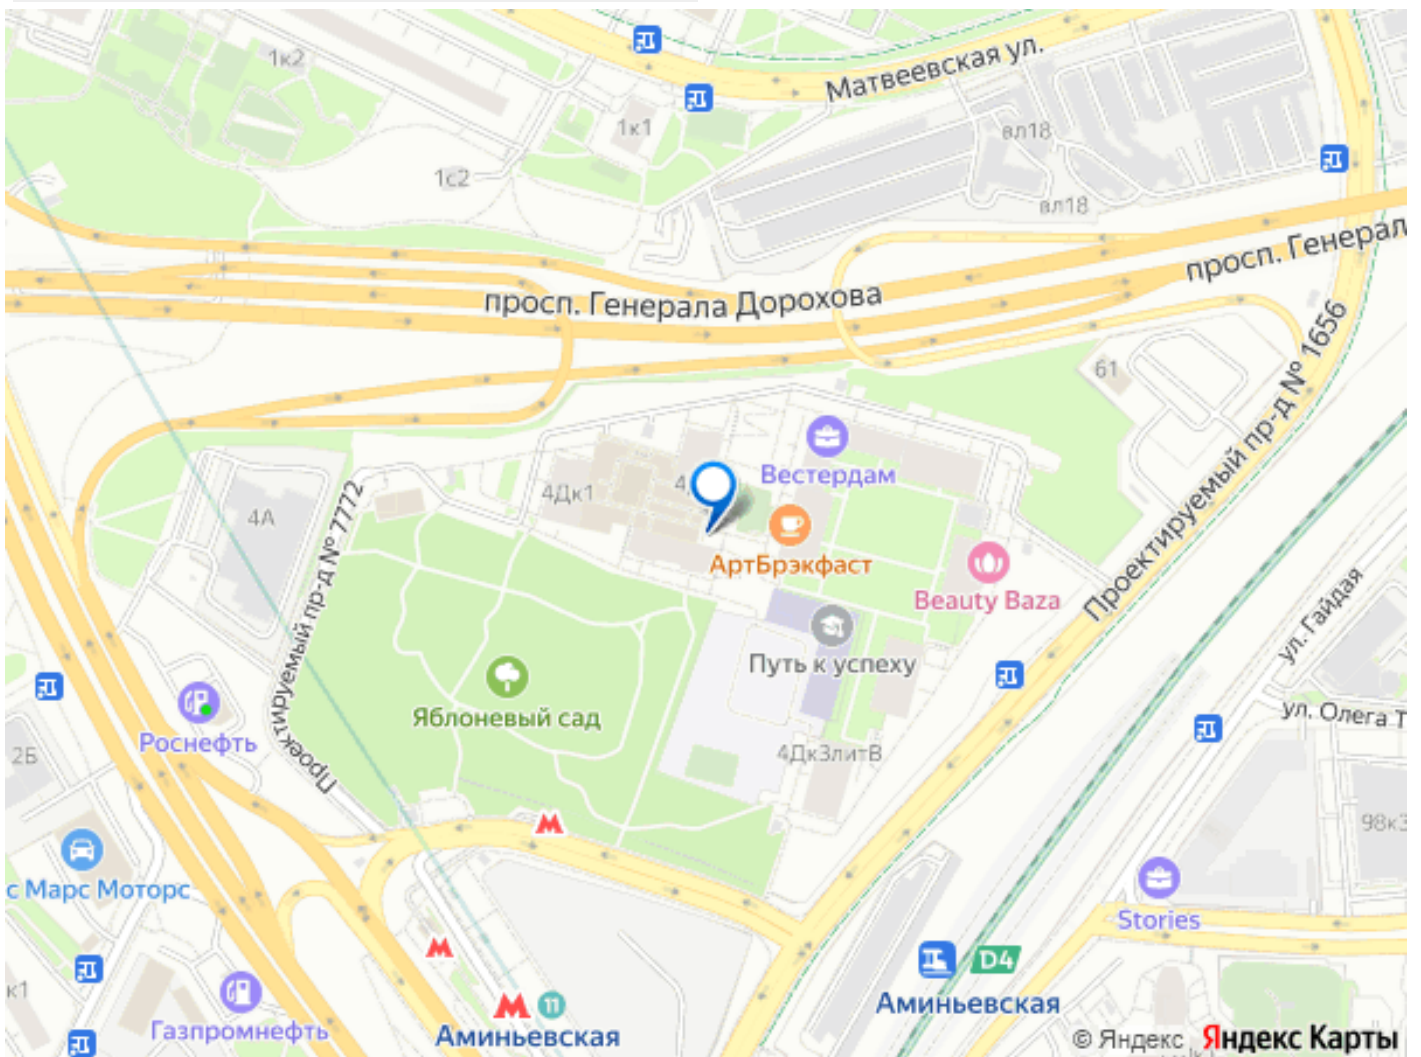 1к2
Матвеевская ул.
1к1
вл18
1с2
вл18
просп. Генерал
просп. Генерала Дорохова
Проектируемый пр-д № 1656
61
Вестердам
4Дк1
4А
Проектируемый пр-д № 7772
АртБрэкфаст
Beauty Baza
ул. Гайдая
Путь к успеху
Яблоневый сад
ул. Олега Т
Роснефть
2Б
4Дк3литВ
98к3
с Марс Моторс
Stories
D4
к1
11
Аминьевская
Газпромнефть
Аминьевская
© Яндекс Яндекс Карты